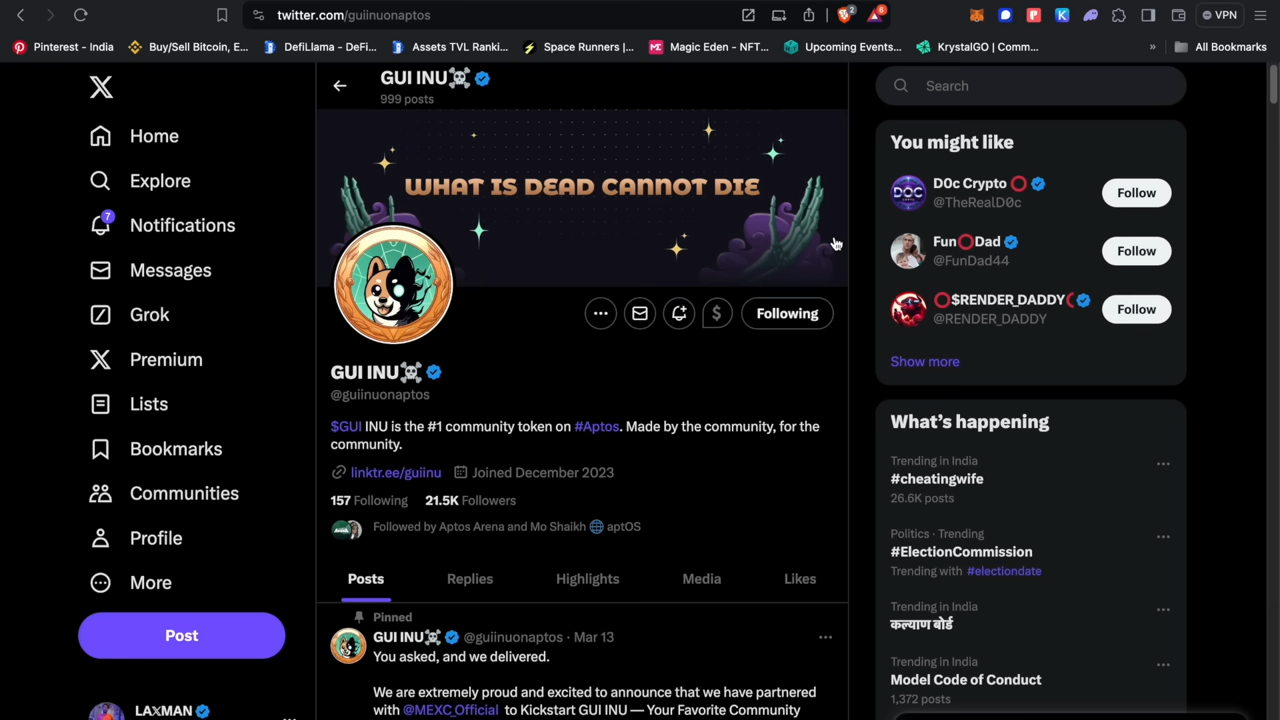 twitter.com/guiinuonaptos
2
6
VPN
Pinterest - India
Buy/Sell Bitcoin, E...
DefiLlama - DeFi...
Assets TVL Ranki...
Space Runners |...
Magic Eden - NFT...
Upcoming Events...
KrystalGO | Comm...
»
All Bookmarks
Home
Explore
7
Notifications
Messages
Grok
Premium
Lists
Bookmarks
Communities
Profile
More
Post
LAXMAN
GUI INU☠️
999 posts
WHAT IS DEAD CANNOT DIE
Following
GUI INU☠️
@guiinuonaptos
$GUI INU is the #1 community token on #Aptos. Made by the community, for the
community.
linktr.ee/guiinu Joined December 2023
157 Following 21.5K Followers
Followed by Aptos Arena and Mo Shaikh 🌐 aptOS
Posts Replies Highlights Media Likes
Pinned
GUI INU☠️ @guiinuonaptos · Mar 13
You asked, and we delivered.
We are extremely proud and excited to announce that we have partnered
with @MEXC_Official to Kickstart GUI INU — Your Favorite Community
Search
You might like
DOC
D0c Crypto ⭕
@TheRealD0c
Follow
Fun⭕Dad
@FunDad44
Follow
⭕$RENDER_DADDY
@RENDER_DADDY
Follow
Show more
What's happening
Trending in India
#cheatingwife
26.6K posts
Politics · Trending
#ElectionCommission
Trending with #electiondate
Trending in India
कल्याण बोर्ड
Trending in India
Model Code of Conduct
1,372 posts